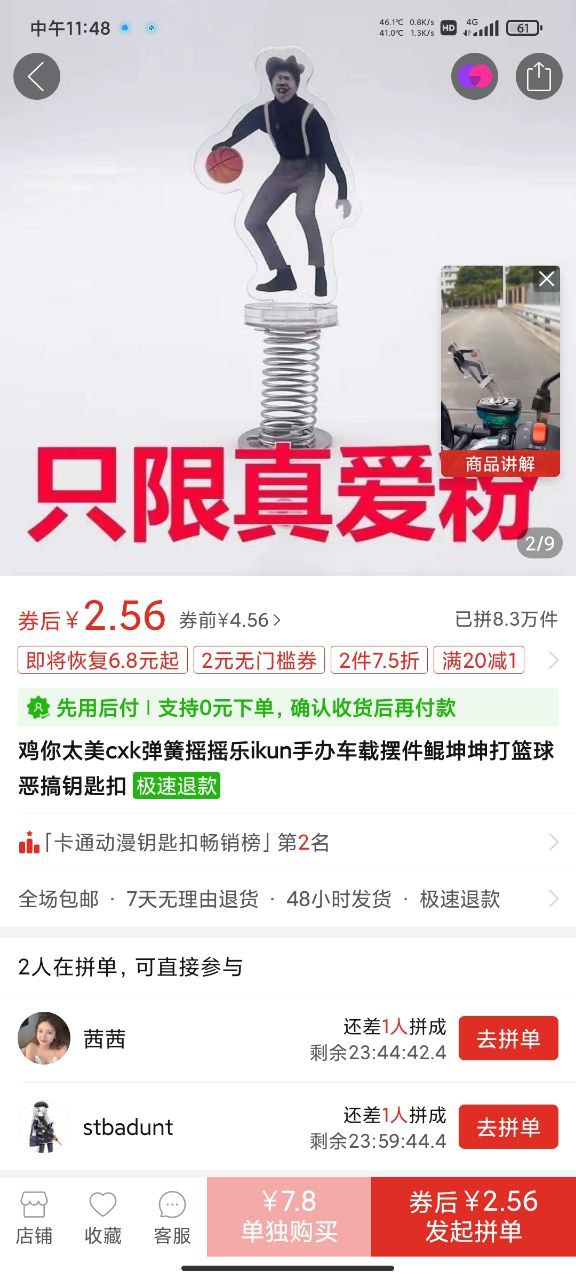 中午11:48
46.1℃ 0.8K/s
41.0℃ 1.3K/s
HD
4G
61
商品讲解
只限真爱粉
2/9
券后¥2.56 券前¥4.56
已拼8.3万件
即将恢复6.8元起
2元无门槛券
2件7.5折
满20减1
先用后付 | 支持0元下单，确认收货后再付款
鸡你太美cxk弹簧摇摇乐ikun手办车载摆件鲲坤坤打篮球
恶搞钥匙扣 极速退款
「卡通动漫钥匙扣畅销榜」第2名
全场包邮 · 7天无理由退货 · 48小时发货 · 极速退款
2人在拼单，可直接参与
茜茜
还差1人拼成
剩余23:44:42.4
去拼单
stbadunt
还差1人拼成
剩余23:59:44.4
去拼单
店铺
收藏
客服
¥7.8
单独购买
券后¥2.56
发起拼单